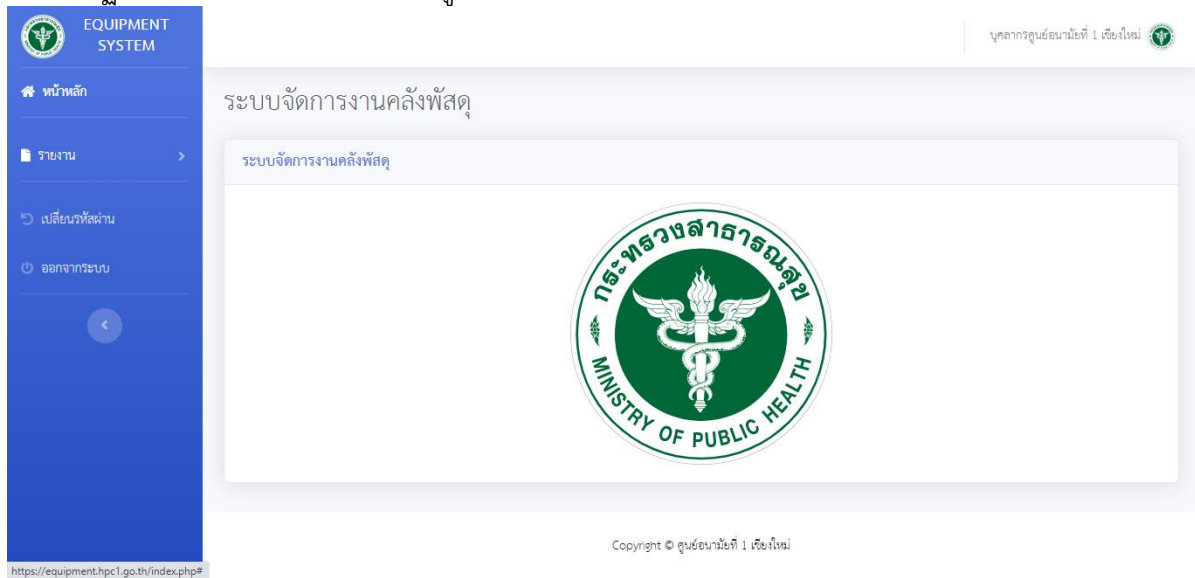 EQUIPMENT
SYSTEM
บุคลากรศูนย์อนามัยที่ 1 เชียงใหม่
หน้าหลัก
ระบบจัดการงานคลังพัสดุ
รายงาน
ระบบจัดการงานคลังพัสดุ
เปลี่ยนรหัสผ่าน
ออกจากระบบ
กระทรวงสาธารณสุข
MINISTRY OF PUBLIC HEALTH
Copyright © ศูนย์อนามัยที่ 1 เชียงใหม่
https://equipment.hpc1.go.th/index.php#